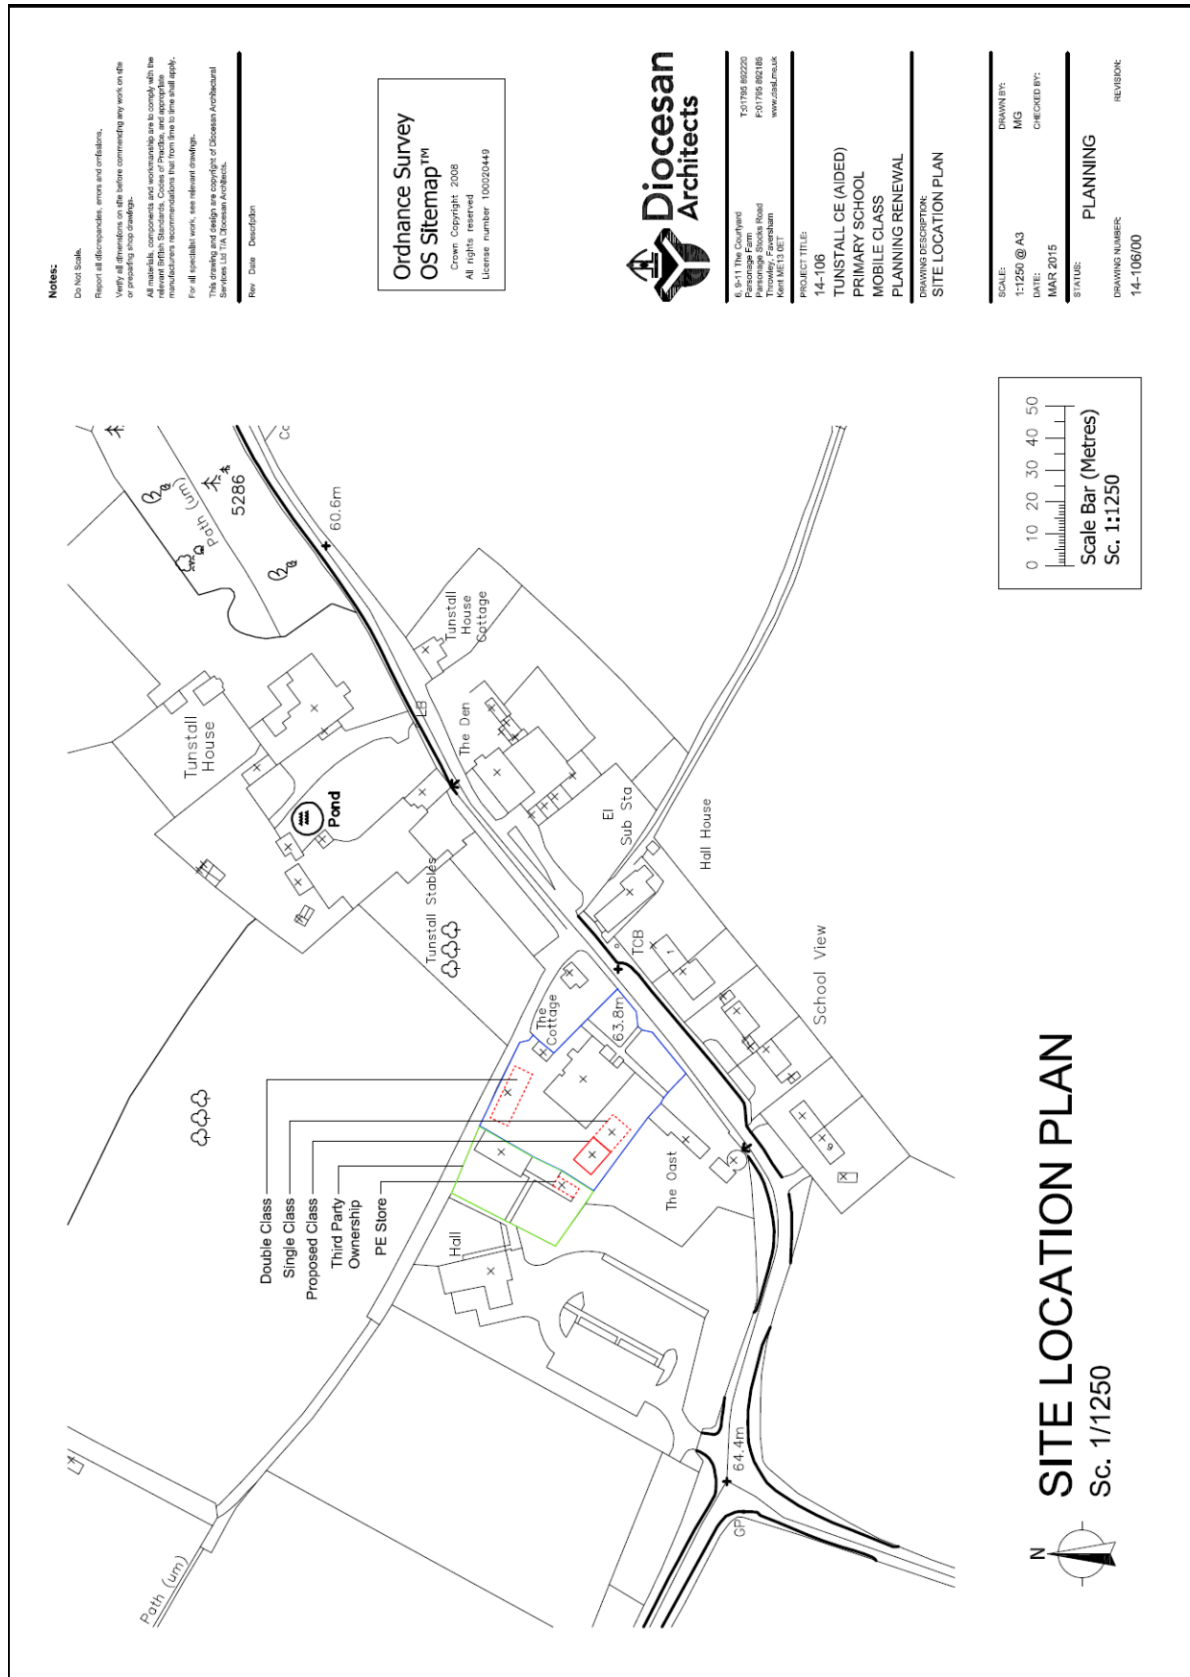 Notes:
Do Not Scale.
Report all discrepancies, errors and omissions.
Verify all dimensions on site before commencing any work on site
or preparing shop drawings.
All materials, components and workmanship are to comply with the
relevant British Standards, Codes of Practice, and appropriate
manufacturers recommendations that from time to time shall apply.
For all specialist work, see relevant drawings.
This drawing and design are copyright of Diocesan Architectural
Services Ltd T/A Diocesan Architects.
Rev Date Description
Ordnance Survey
OS Sitemap™
Crown Copyright 2008
All rights reserved
License number 100020449
Diocesan
Architects
6, 9-11 The Courtyard
Parsonage Farm
Parsonage Stocks Road
Throwley, Faversham
Kent ME13 0ET
T:01795 892220
F:01795 892185
www.dasl.me.uk
PROJECT TITLE:
14-106
TUNSTALL CE (AIDED)
PRIMARY SCHOOL
MOBILE CLASS
PLANNING RENEWAL
DRAWING DESCRIPTION:
SITE LOCATION PLAN
SCALE:
1:1250 @ A3
DRAWN BY:
MG
DATE:
MAR 2015
CHECKED BY:
STATUS:
PLANNING
DRAWING NUMBER:
14-106/00
REVISION:
Path (um)
5286
Co
60.6m
Tunstall
House
Tunstall
House
Cottage
LB
The Den
Pond
Tunstall Stables
El
Sub Sta
Hall House
TCB
1
School View
The
Cottage
63.8m
Double Class
Single Class
Proposed Class
Third Party
Ownership
PE Store
Hall
The Oast
9
64.4m
GP
Path (um)
0 10 20 30 40 50
Scale Bar (Metres)
Sc. 1:1250
N
SITE LOCATION PLAN
Sc. 1/1250